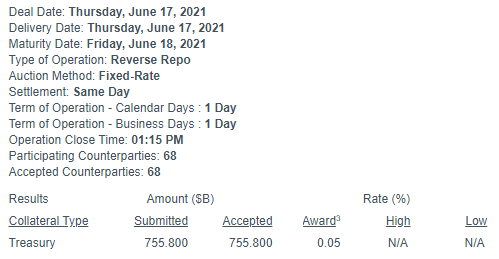 Deal Date: Thursday, June 17, 2021
Delivery Date: Thursday, June 17, 2021
Maturity Date: Friday, June 18, 2021
Type of Operation: Reverse Repo
Auction Method: Fixed-Rate
Settlement: Same Day
Term of Operation - Calendar Days : 1 Day
Term of Operation - Business Days : 1 Day
Operation Close Time: 01:15 PM
Participating Counterparties: 68
Accepted Counterparties: 68
Results Amount ($B) Rate (%)
Collateral Type Submitted Accepted Award³ High Low
Treasury 755.800 755.800 0.05 N/A N/A